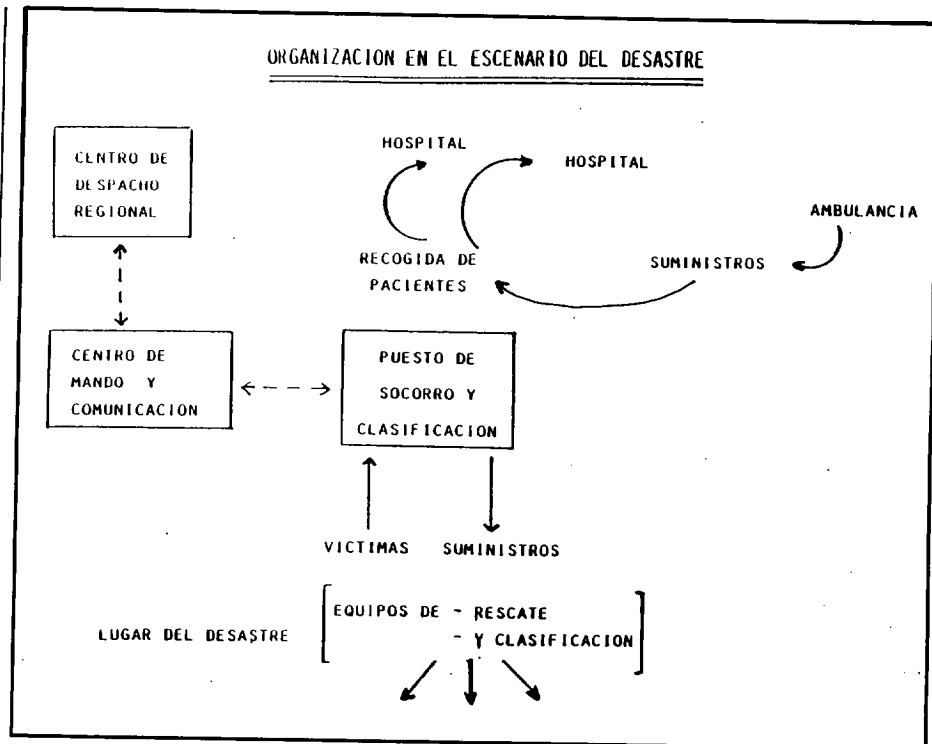 ORGANIZACION EN EL ESCENARIO DEL DESASTRE
CENTRO DE
DESPACHO
REGIONAL
HOSPITAL
HOSPITAL
AMBULANCIA
RECOGIDA DE
PACIENTES
SUMINISTROS
CENTRO DE
MANDO Y
COMUNICACION
PUESTO DE
SOCORRO Y
CLASIFICACION
VICTIMAS SUMINISTROS
LUGAR DEL DESASTRE
EQUIPOS DE - RESCATE
- Y CLASIFICACION